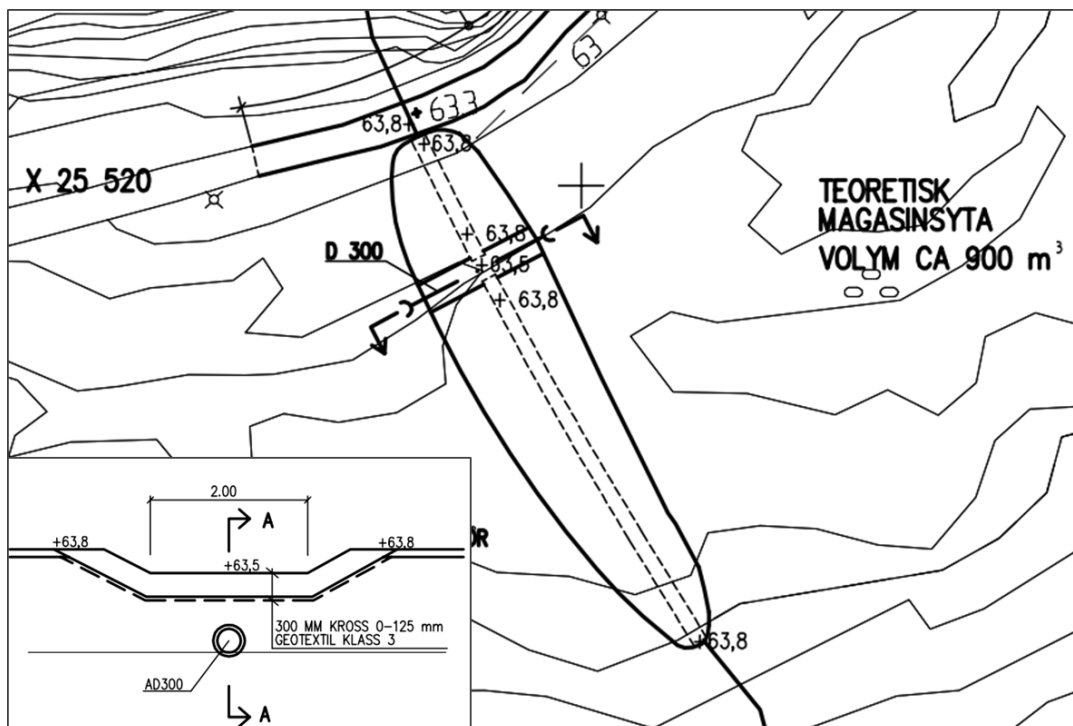 63
633
63,8
63,8
X 25 520
TEORETISK
MAGASINSYTA
VOLYM CA 900 m³
63,8
D 300
63,5
63,8
63,8
2.00
A
ÖR
+63,8
+63,8
+63,5
300 MM KROSS 0-125 mm
GEOTEXTIL KLASS 3
AD300
A